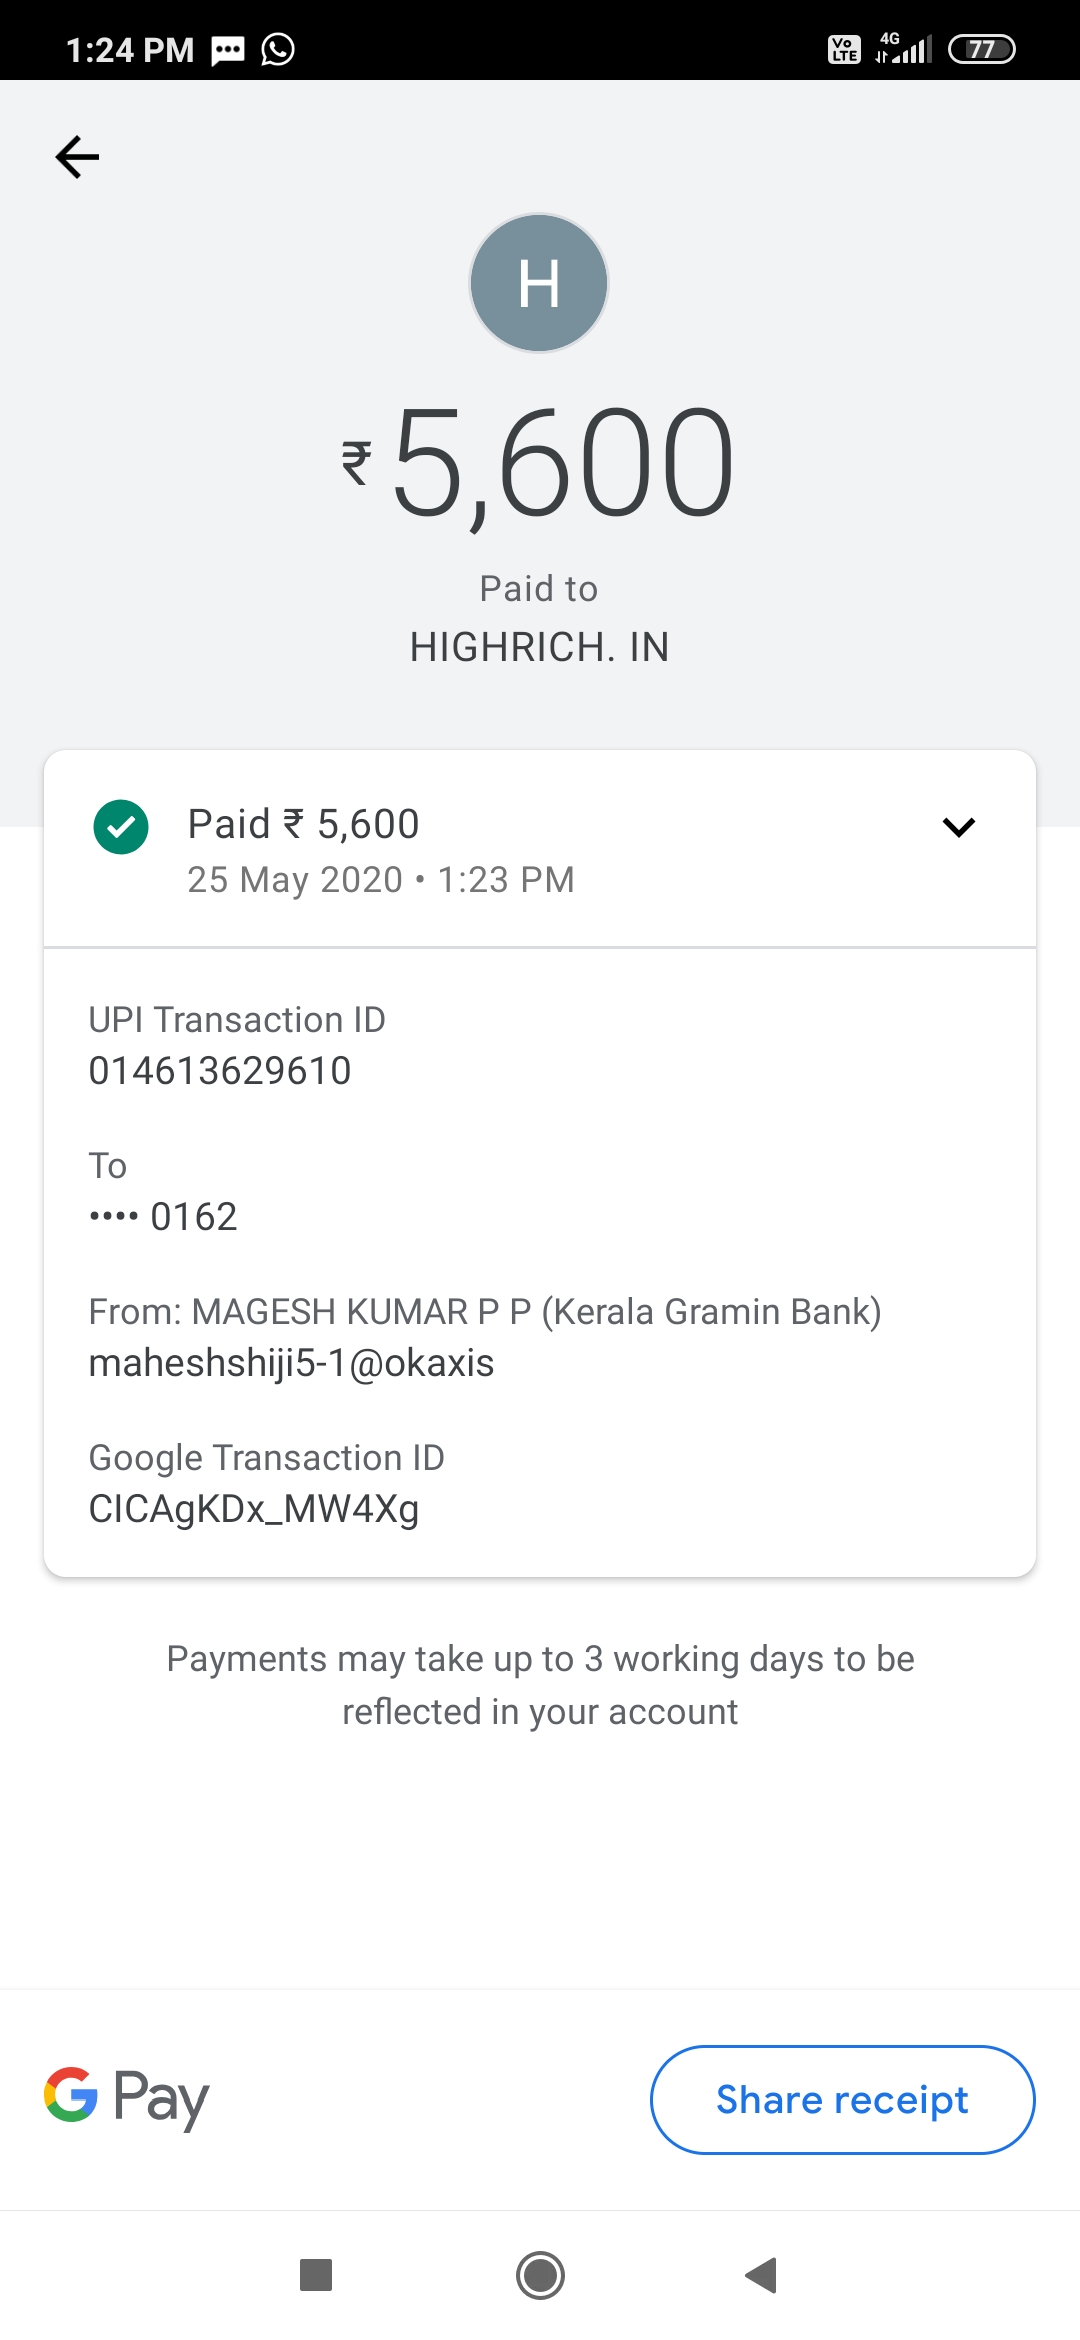 1:24 PM
Vo LTE 4G 77
H
₹5,600
Paid to
HIGHRICH. IN
Paid ₹ 5,600
25 May 2020 • 1:23 PM
UPI Transaction ID
014613629610
To
•••• 0162
From: MAGESH KUMAR P P (Kerala Gramin Bank)
maheshshiji5-1@okaxis
Google Transaction ID
CICAgKDx_MW4Xg
Payments may take up to 3 working days to be
reflected in your account
G Pay
Share receipt